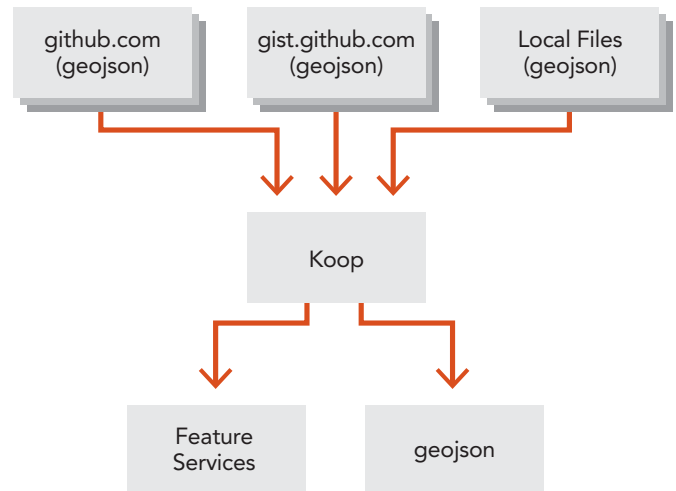 github.com
(geojson)
gist.github.com
(geojson)
Local Files
(geojson)
Koop
Feature
Services
geojson